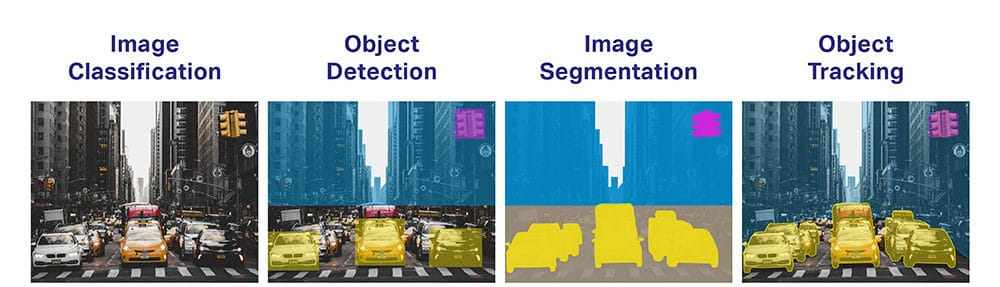 Image
Classification
Object
Detection
Image
Segmentation
Object
Tracking